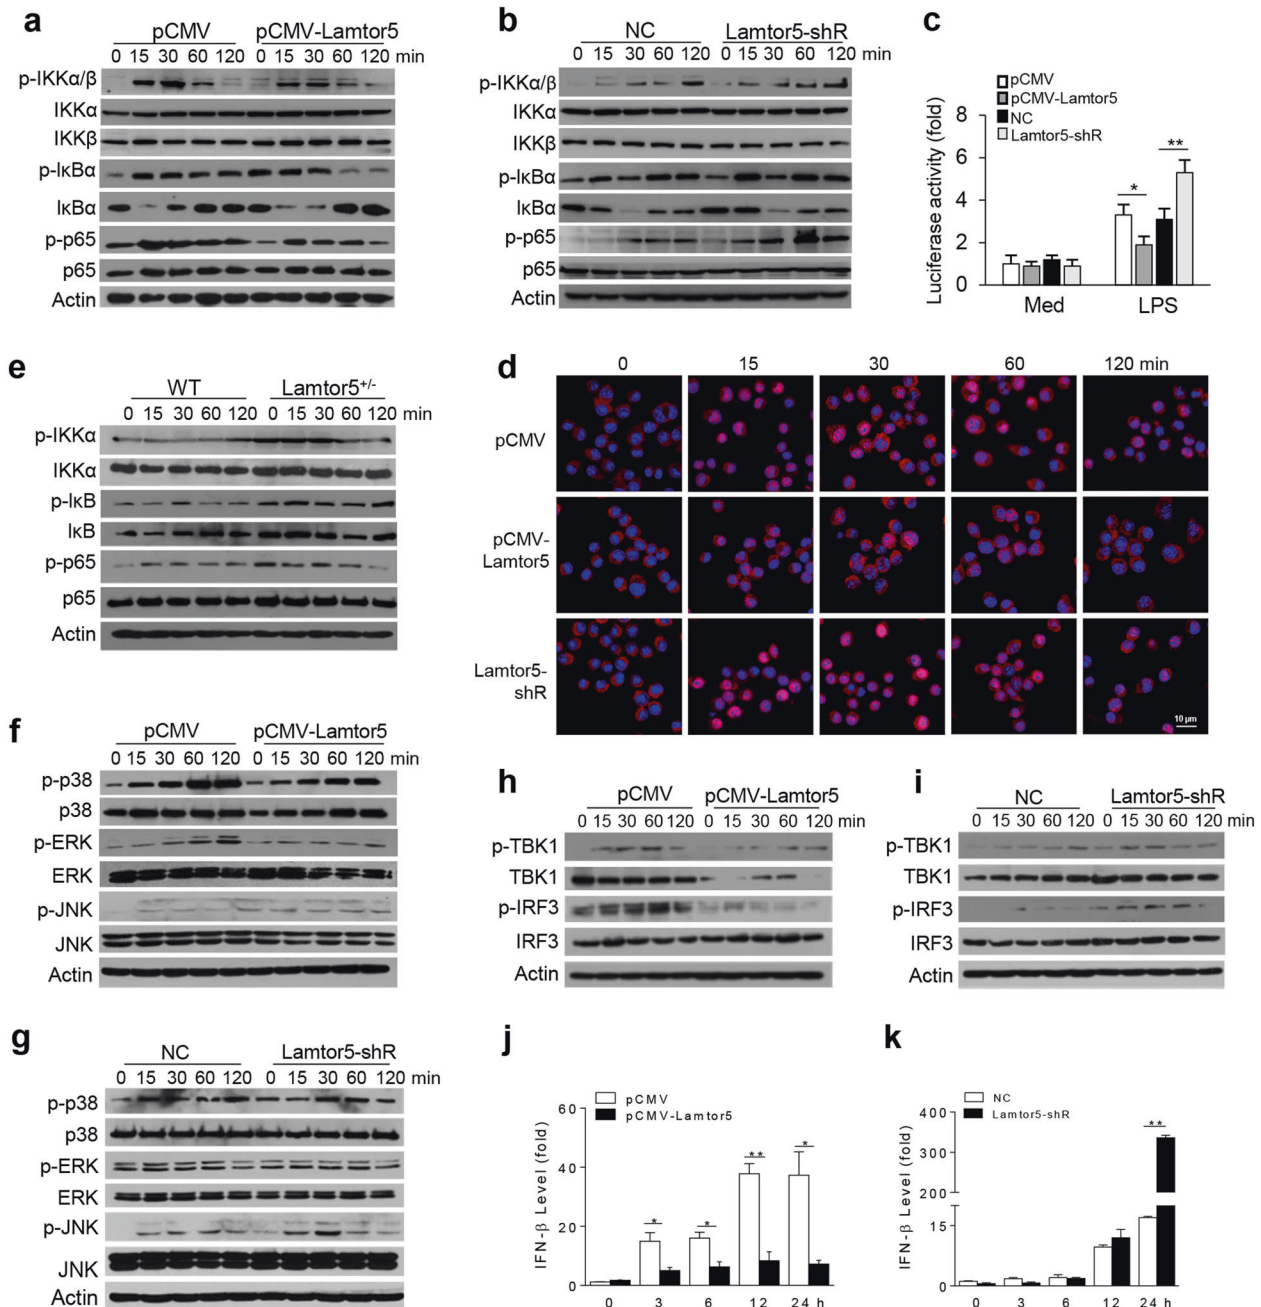 a
pCMV pCMV-Lamtor5
0 15 30 60 120 0 15 30 60 120 min
p-IKKα/β
IKKα
IKKβ
p-IκBα
IκBα
p-p65
p65
Actin
b
NC Lamtor5-shR
0 15 30 60 120 0 15 30 60 120 min
p-IKKα/β
IKKα
IKKβ
p-IκBα
IκBα
p-p65
p65
Actin
c
pCMV
pCMV-Lamtor5
NC
Lamtor5-shR
Luciferase activity (fold)
8
6
4
2
0
*
**
Med LPS
e
WT Lamtor5+/-
0 15 30 60 120 0 15 30 60 120 min
p-IKKα
IKKα
p-IκB
IκB
p-p65
p65
Actin
d
0 15 30 60 120 min
pCMV
pCMV-
Lamtor5
Lamtor5-
shR
10 µm
f
pCMV pCMV-Lamtor5
0 15 30 60 120 0 15 30 60 120 min
p-p38
p38
p-ERK
ERK
p-JNK
JNK
Actin
h
pCMV pCMV-Lamtor5
0 15 30 60 120 0 15 30 60 120 min
p-TBK1
TBK1
p-IRF3
IRF3
Actin
i
NC Lamtor5-shR
0 15 30 60 120 0 15 30 60 120 min
p-TBK1
TBK1
p-IRF3
IRF3
Actin
g
NC Lamtor5-shR
0 15 30 60 120 0 15 30 60 120 min
p-p38
p38
p-ERK
ERK
p-JNK
JNK
Actin
j
pCMV
pCMV-Lamtor5
IFN-β Level (fold)
60
40
20
0
*
*
**
*
0 3 6 12 24 h
k
NC
Lamtor5-shR
IFN-β Level (fold)
400
300
200
15
0
**
0 3 6 12 24 h